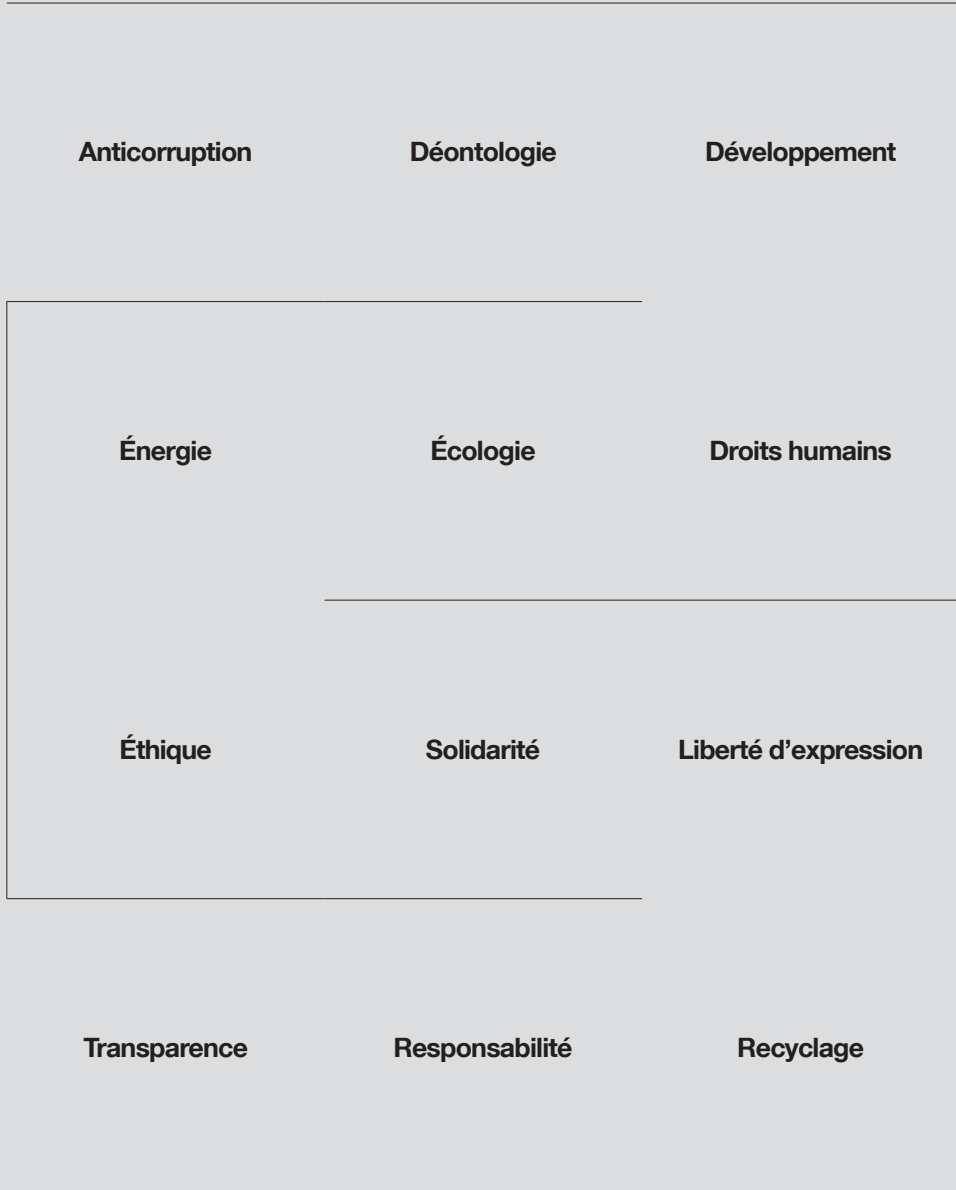 Anticorruption
Déontologie
Développement
Énergie
Écologie
Droits humains
Éthique
Solidarité
Liberté d’expression
Transparence
Responsabilité
Recyclage